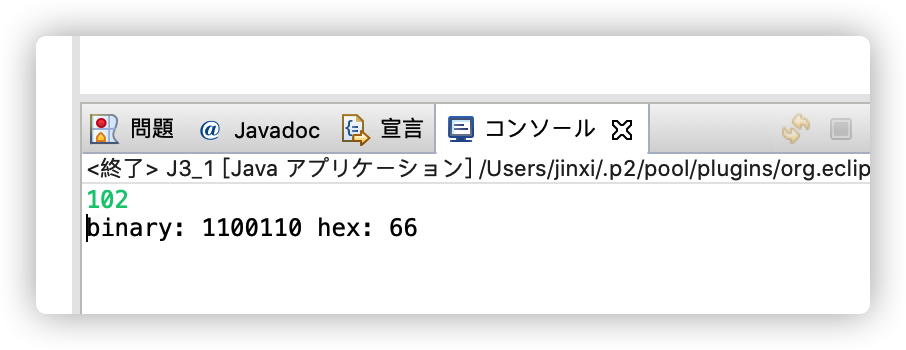 問題 @ Javadoc 宣言 コンソール
<終了> J3_1 [Java アプリケーション] /Users/jinxi/.p2/pool/plugins/org.eclip
102
binary: 1100110 hex: 66